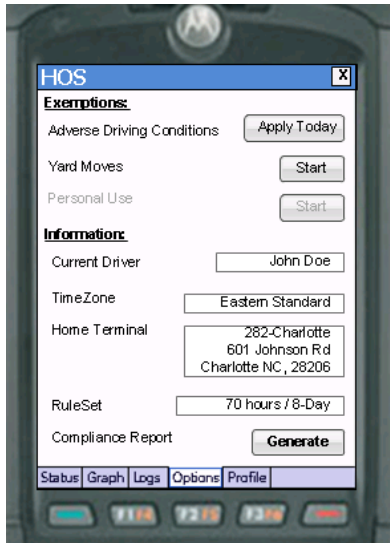 HOS X
Exemptions:
Adverse Driving Conditions Apply Today
Yard Moves Start
Personal Use Start
Information:
Current Driver John Doe
TimeZone Eastern Standard
Home Terminal 282-Charlotte
601 Johnson Rd
Charlotte NC, 28206
RuleSet 70 hours / 8-Day
Compliance Report Generate
Status Graph Logs Options Profile